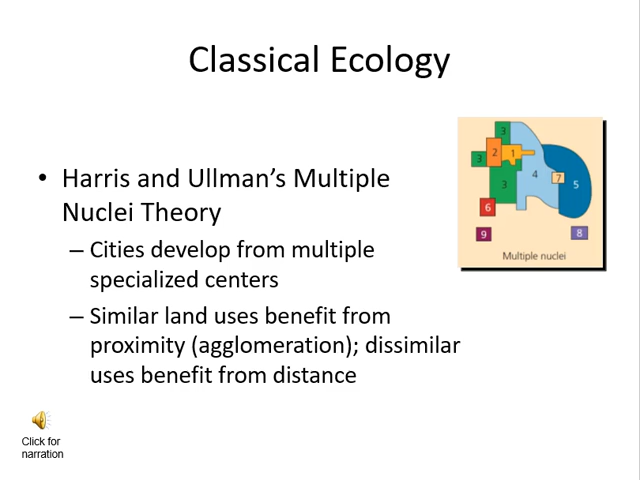 Classical Ecology
• Harris and Ullman’s Multiple
Nuclei Theory
– Cities develop from multiple
specialized centers
– Similar land uses benefit from
proximity (agglomeration); dissimilar
uses benefit from distance
3
2
1
3
4
7
5
3
6
9
8
Multiple nuclei
Click for
narration